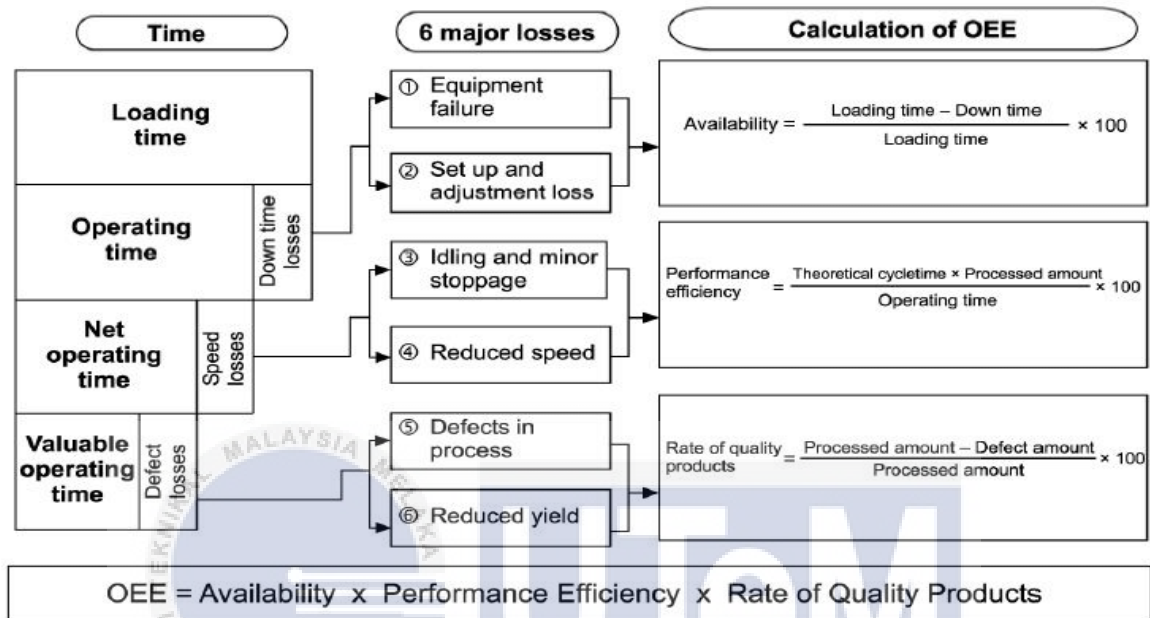 Time
6 major losses
Calculation of OEE
Loading
time
Operating
time
Down time
losses
Net
operating
time
Speed
losses
Valuable
operating
time
Defect
losses
① Equipment
failure
② Set up and
adjustment loss
③ Idling and minor
stoppage
④ Reduced speed
⑤ Defects in
process
⑥ Reduced yield
Availability = Loading time – Down time / Loading time × 100
Performance
efficiency = Theoretical cycletime × Processed amount / Operating time × 100
Rate of quality
products = Processed amount – Defect amount / Processed amount × 100
OEE = Availability x Performance Efficiency x Rate of Quality Products
TEKNIKAL MALAYSIA MELAKA
UTeM